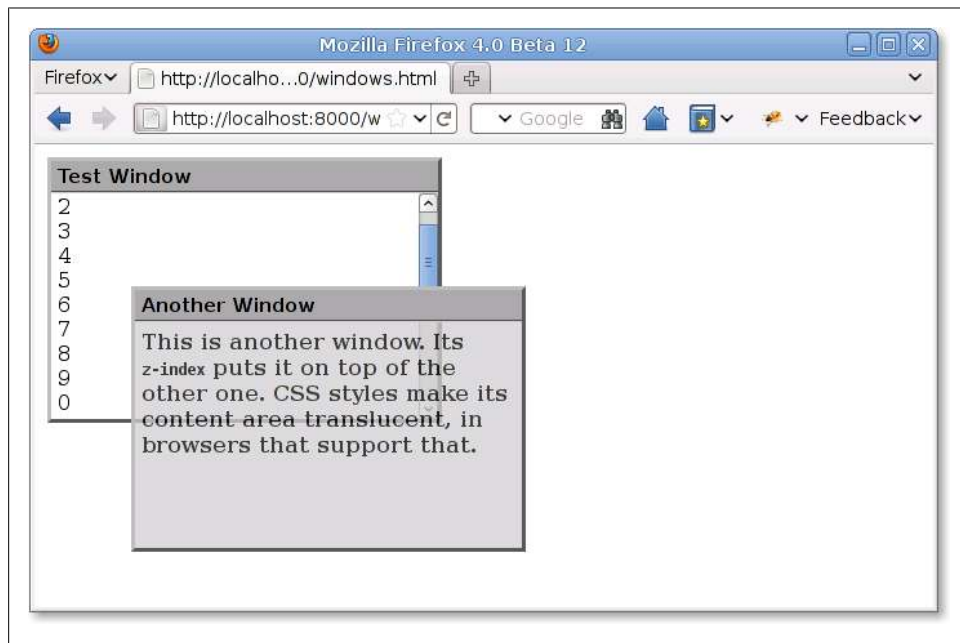 Mozilla Firefox 4.0 Beta 12
Firefox
http://localho...0/windows.html
http://localhost:8000/w
Google
Feedback
Test Window
2
3
4
5
6
7
8
9
0
Another Window
This is another window. Its
z-index puts it on top of the
other one. CSS styles make its
content area translucent, in
browsers that support that.